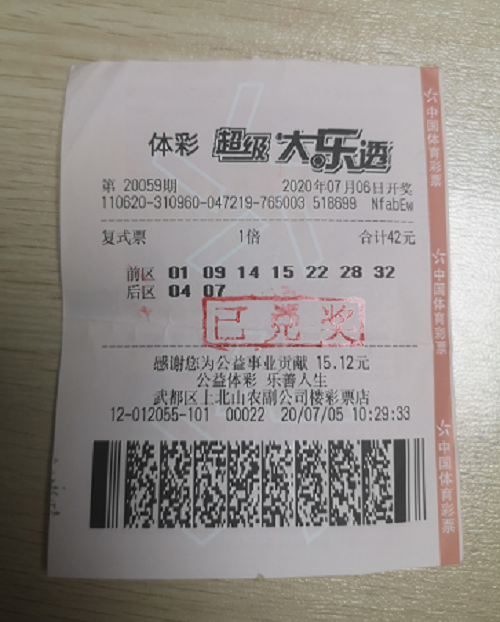 体彩 超级大乐透
第 20059期 2020年07月06日开奖
110620-310960-047219-765003 518699 NfabEw
复式票 1倍 合计42元
前区 01 09 14 15 22 28 32
后区 04 07
已兑奖
感谢您为公益事业贡献 15.12元
公益体彩 乐善人生
武都区上北山农副公司楼彩票店
12-012055-101 00022 20/07/05 10:29:33
中国体育彩票
中国体育彩票
中国体育彩票